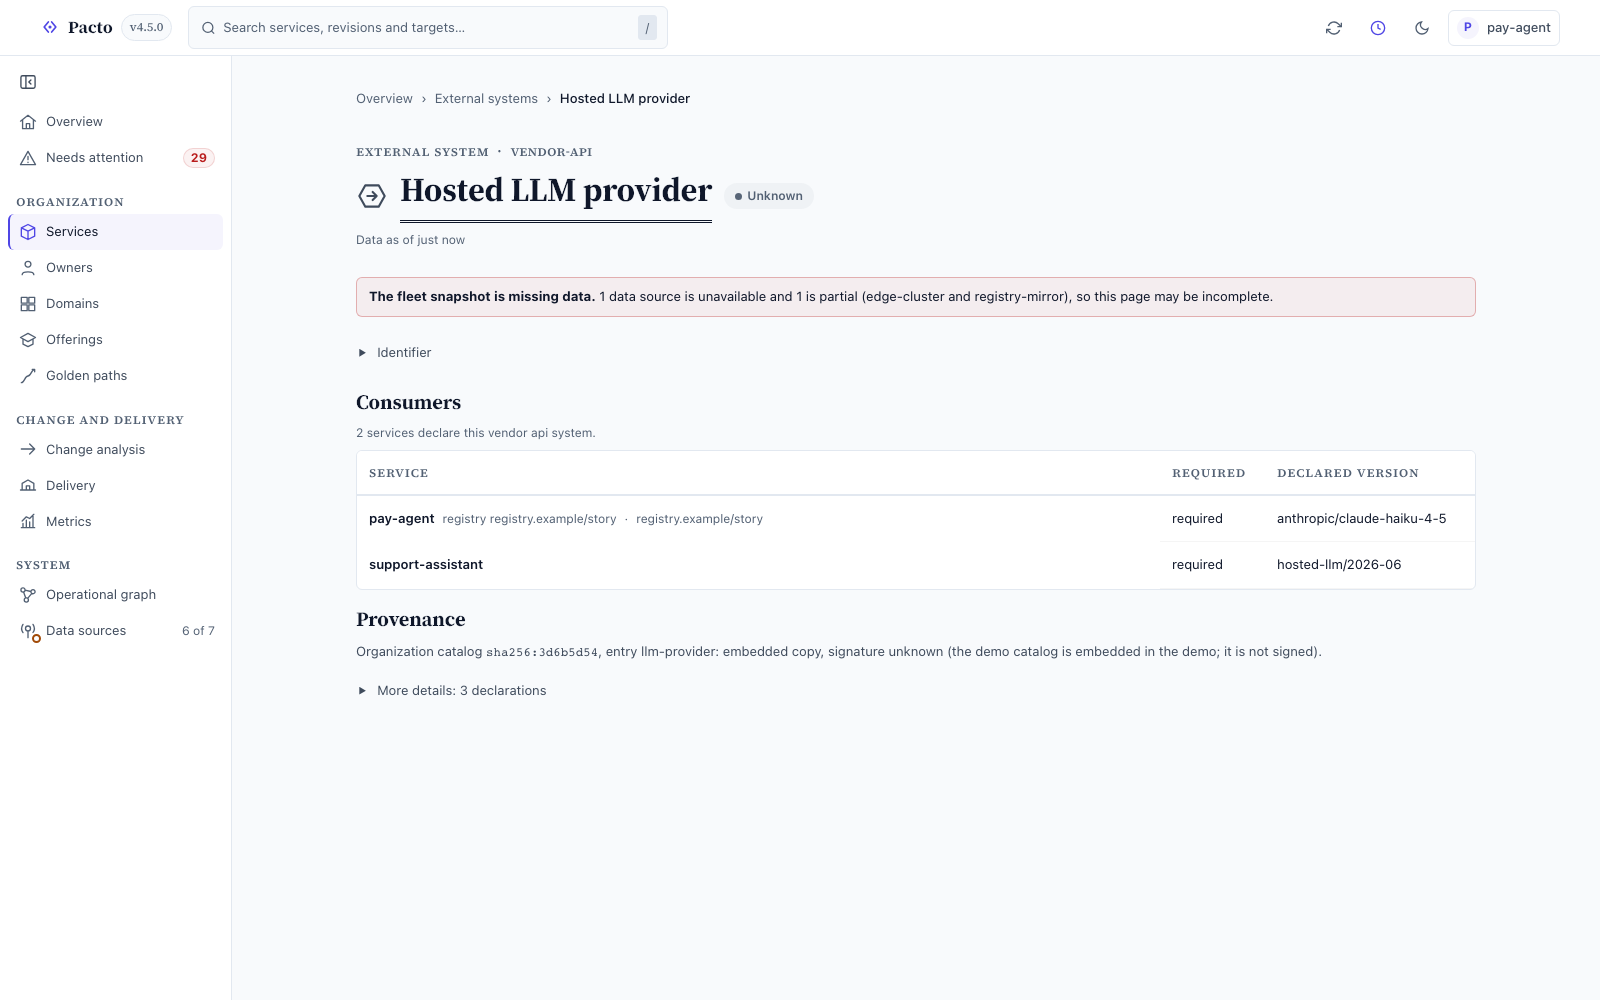 Pacto v4.5.0 Search services, revisions and targets... / P pay-agent
Overview
Needs attention 29
ORGANIZATION
Services
Owners
Domains
Offerings
Golden paths
CHANGE AND DELIVERY
Change analysis
Delivery
Metrics
SYSTEM
Operational graph
Data sources 6 of 7
Overview › External systems › Hosted LLM provider
EXTERNAL SYSTEM · VENDOR-API
Hosted LLM provider Unknown
Data as of just now
The fleet snapshot is missing data. 1 data source is unavailable and 1 is partial (edge-cluster and registry-mirror), so this page may be incomplete.
Identifier
Consumers
2 services declare this vendor api system.
SERVICE REQUIRED DECLARED VERSION
pay-agent registry registry.example/story · registry.example/story required anthropic/claude-haiku-4-5
support-assistant required hosted-llm/2026-06
Provenance
Organization catalog sha256:3d6b5d54, entry llm-provider: embedded copy, signature unknown (the demo catalog is embedded in the demo; it is not signed).
More details: 3 declarations